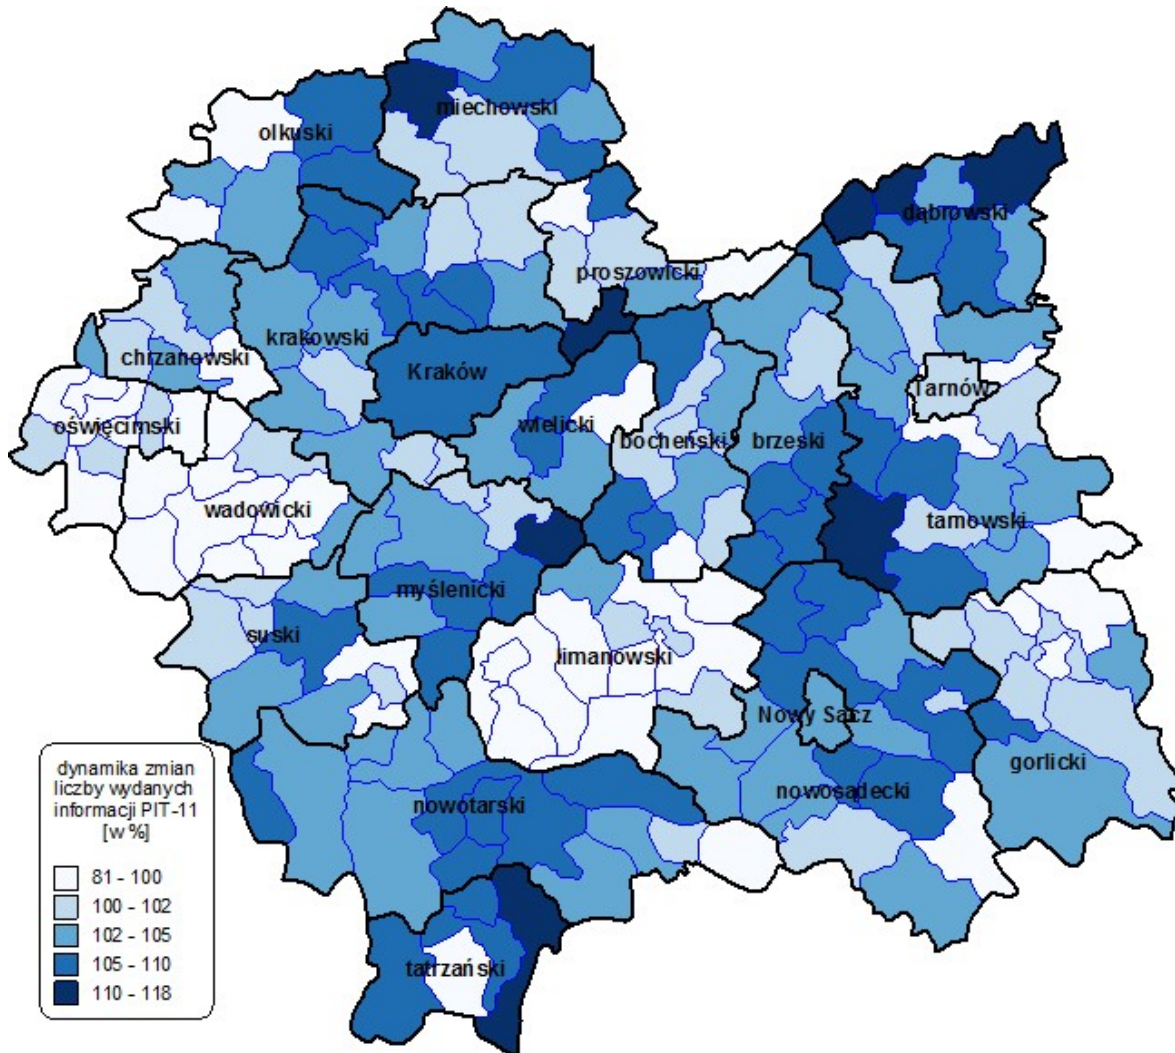 miechowski
olkuski
dąbrowski
proszowicki
krakowski
chrzanowski
Kraków
Tarnów
oświęcimski
wielicki
bocheński
brzeski
wadowicki
tarnowski
myślenicki
suski
limanowski
Nowy Sącz
gorlicki
nowosądecki
nowotarski
tatrzański
dynamika zmian
liczby wydanych
informacji PIT-11
[w %]
81 - 100
100 - 102
102 - 105
105 - 110
110 - 118